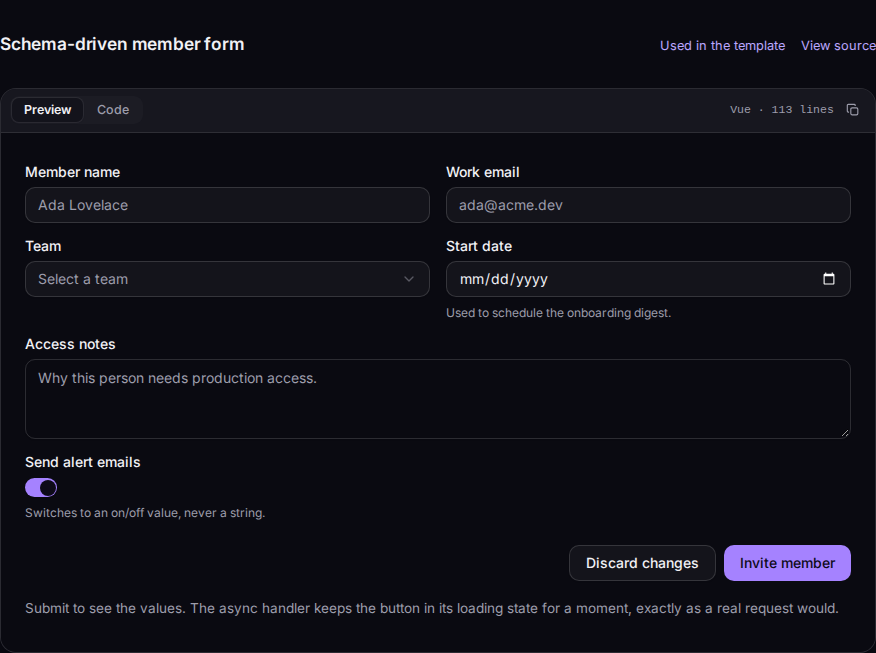 Schema-driven member form
Used in the template View source
Preview Code
Vue · 113 lines
Member name
Work email
Ada Lovelace
ada@acme.dev
Team
Start date
Select a team
mm/dd/yyyy
Used to schedule the onboarding digest.
Access notes
Why this person needs production access.
Send alert emails
Switches to an on/off value, never a string.
Discard changes
Invite member
Submit to see the values. The async handler keeps the button in its loading state for a moment, exactly as a real request would.